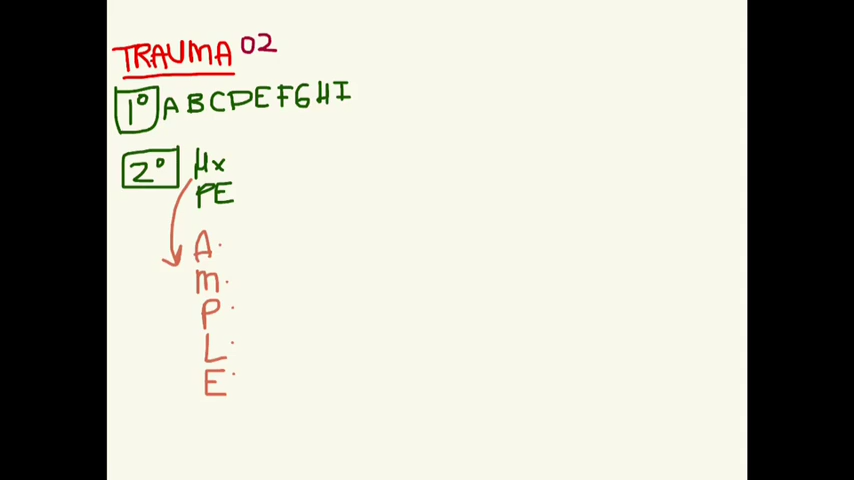 TRAUMA 02
1° ABCDEFGHI
2° Hx
PE
A.
M.
P.
L.
E.